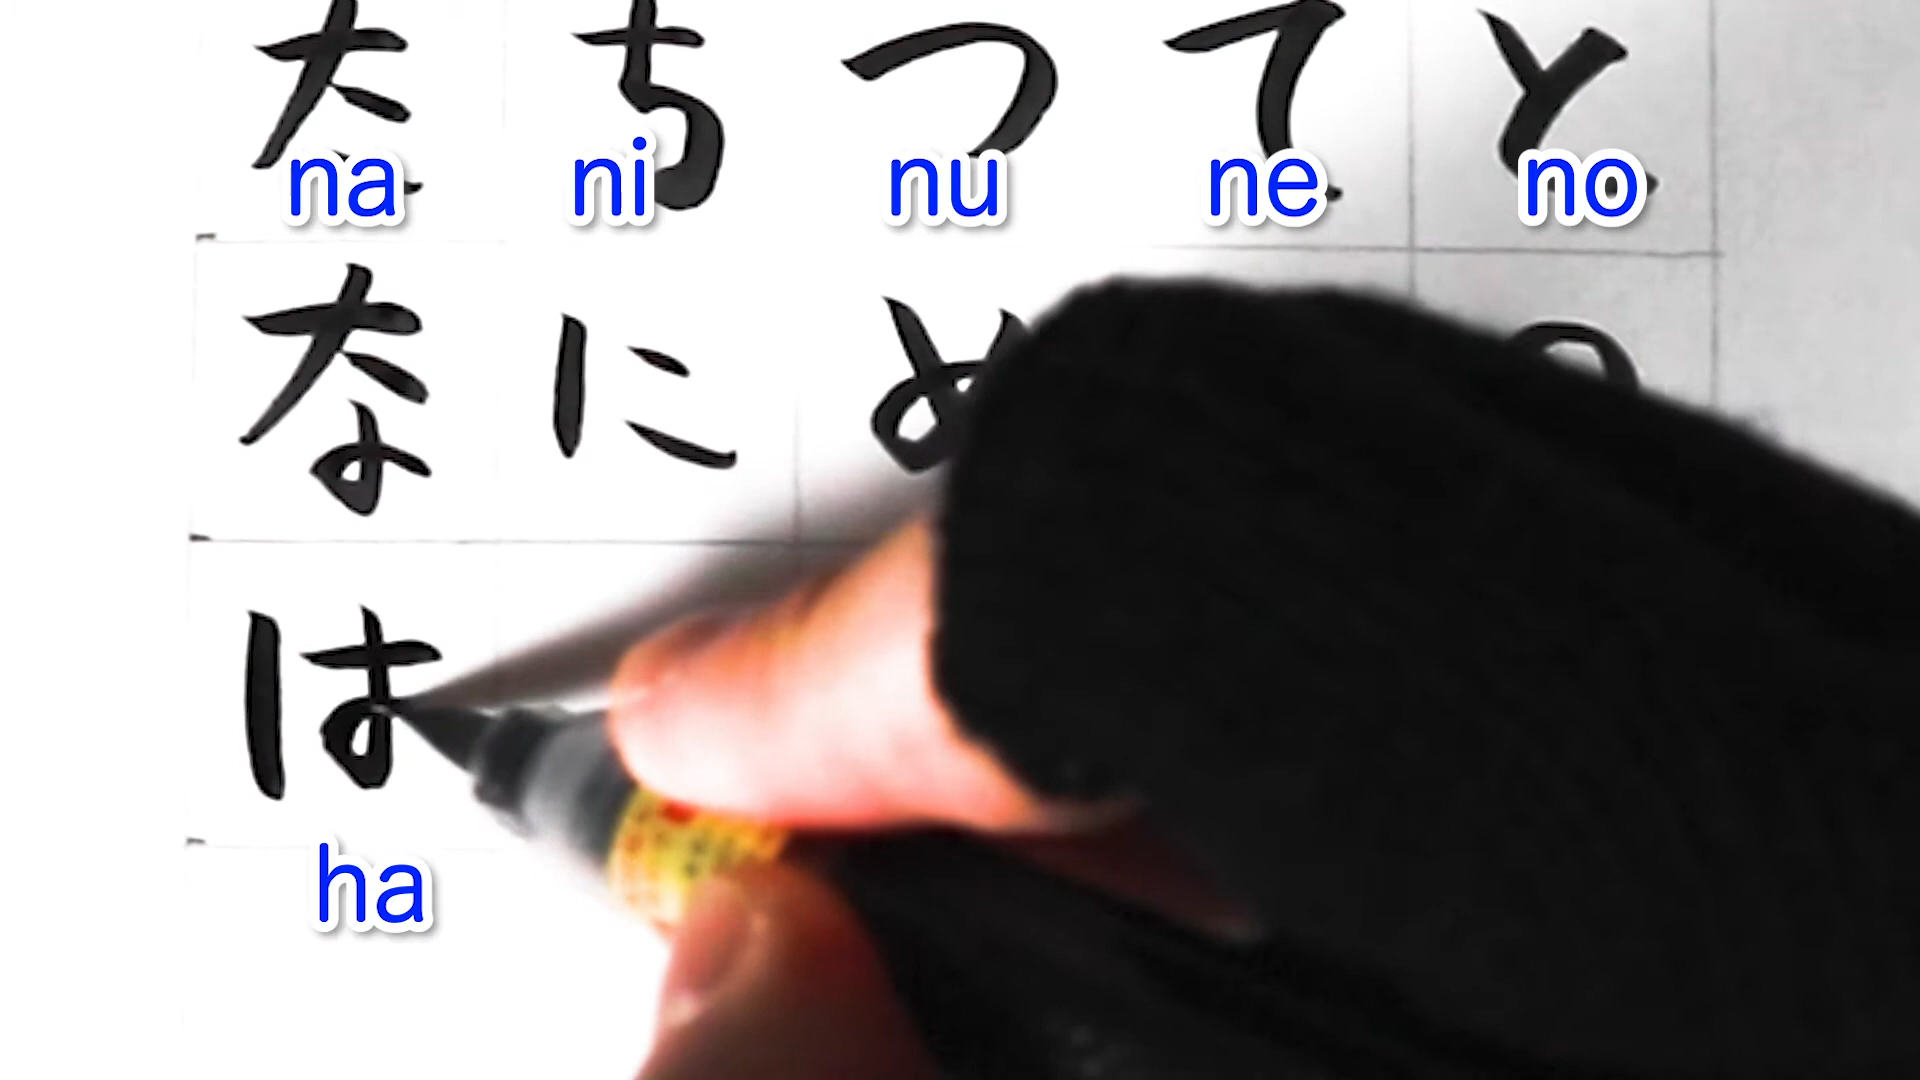 た ち つ て と
na ni nu ne no
な に
は
ha